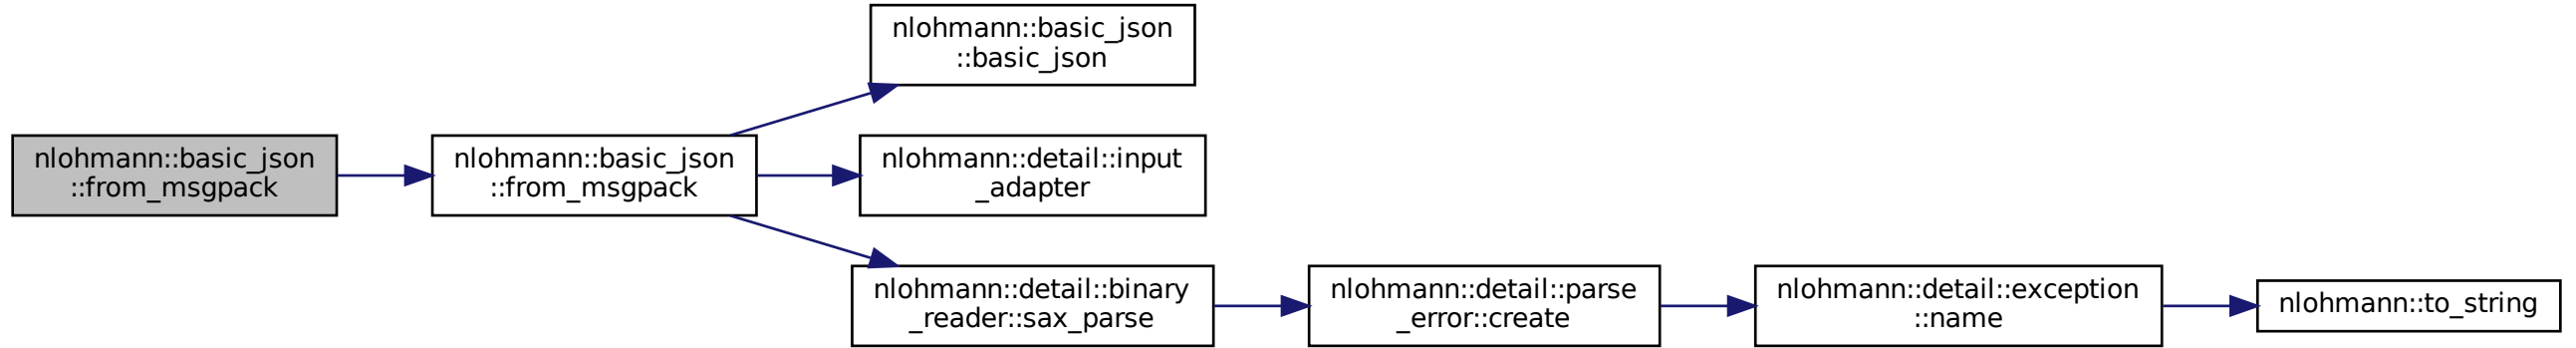 nlohmann::basic_json
::from_msgpack
nlohmann::basic_json
::from_msgpack
nlohmann::basic_json
::basic_json
nlohmann::detail::input
_adapter
nlohmann::detail::binary
_reader::sax_parse
nlohmann::detail::parse
_error::create
nlohmann::detail::exception
::name
nlohmann::to_string